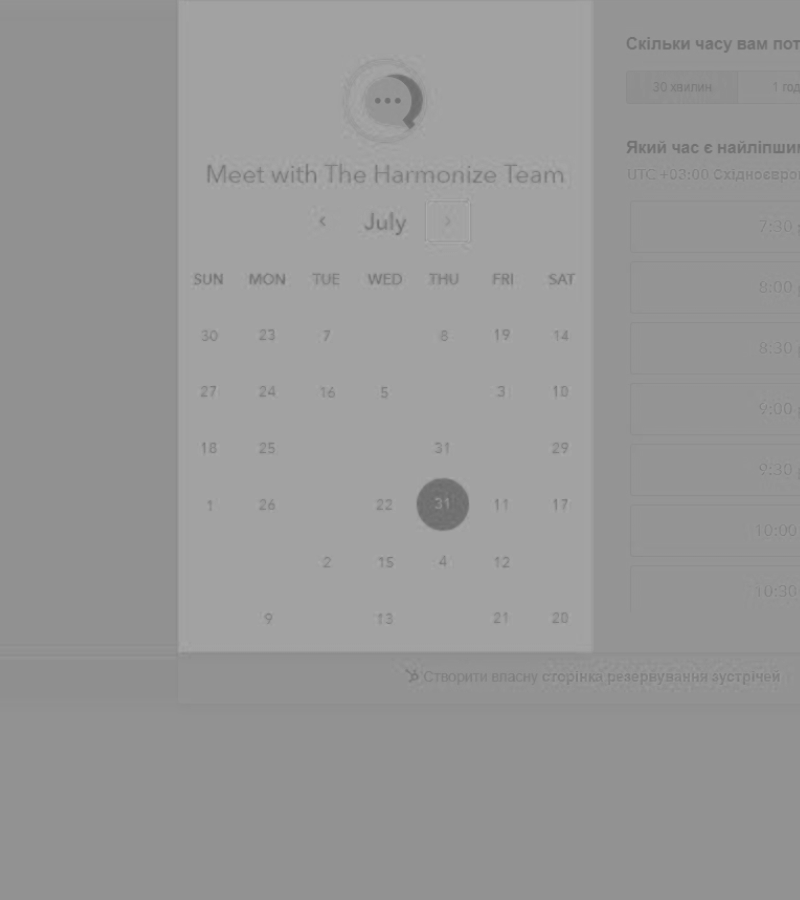 Meet with The Harmonize Team
July
SUN MON TUE WED THU FRI SAT
30 23 7 8 19 14
27 24 16 5 3 10
18 25 31 29
1 26 22 31 11 17
2 15 4 12
9 13 21 20
Скільки часу вам пот
30 хвилин 1 год
Який час є найліпши
UTC +03:00 Східноєвро
7:30
8:00
8:30
9:00
9:30
10:00
10:30
Створити власну сторінка резервування зустрічей